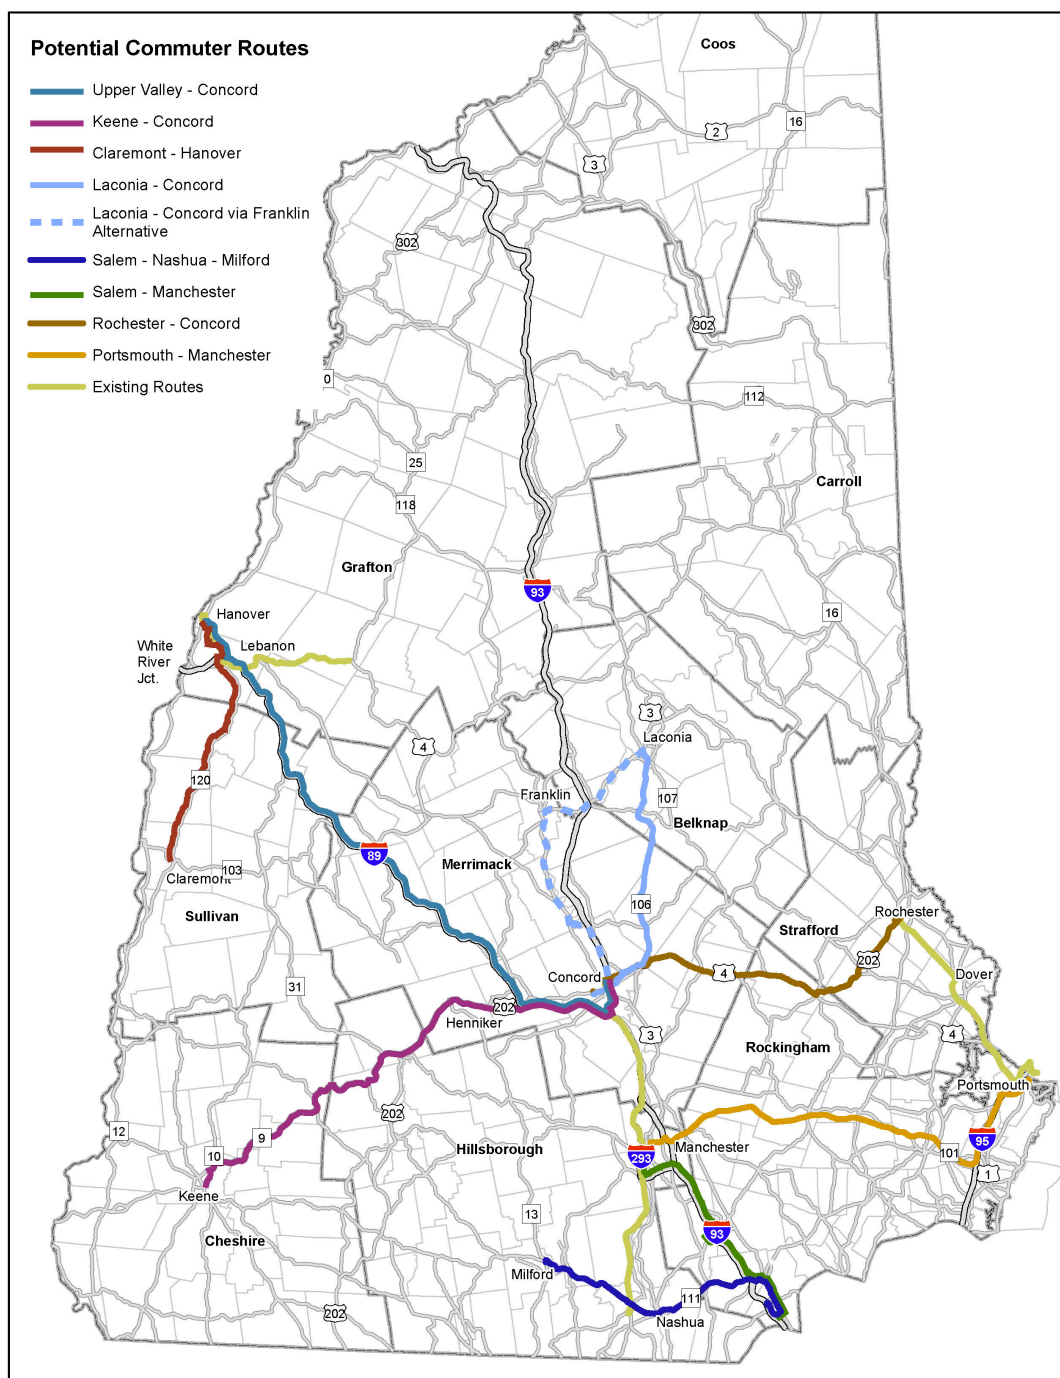 Potential Commuter Routes
Upper Valley - Concord
Keene - Concord
Claremont - Hanover
Laconia - Concord
Laconia - Concord via Franklin
Alternative
Salem - Nashua - Milford
Salem - Manchester
Rochester - Concord
Portsmouth - Manchester
Existing Routes
Coos
16
2
3
302
302
0
112
25
Carroll
118
Grafton
93
16
Hanover
White
River
Jct.
Lebanon
3
Laconia
4
120
Franklin
107
Belknap
89
Merrimack
103
Claremont
Sullivan
106
Rochester
Strafford
202
4
Dover
Concord
31
202
Henniker
3
4
Rockingham
Portsmouth
202
12
9
10
Hillsborough
293
Manchester
101
95
1
Keene
13
93
Cheshire
Milford
111
202
Nashua